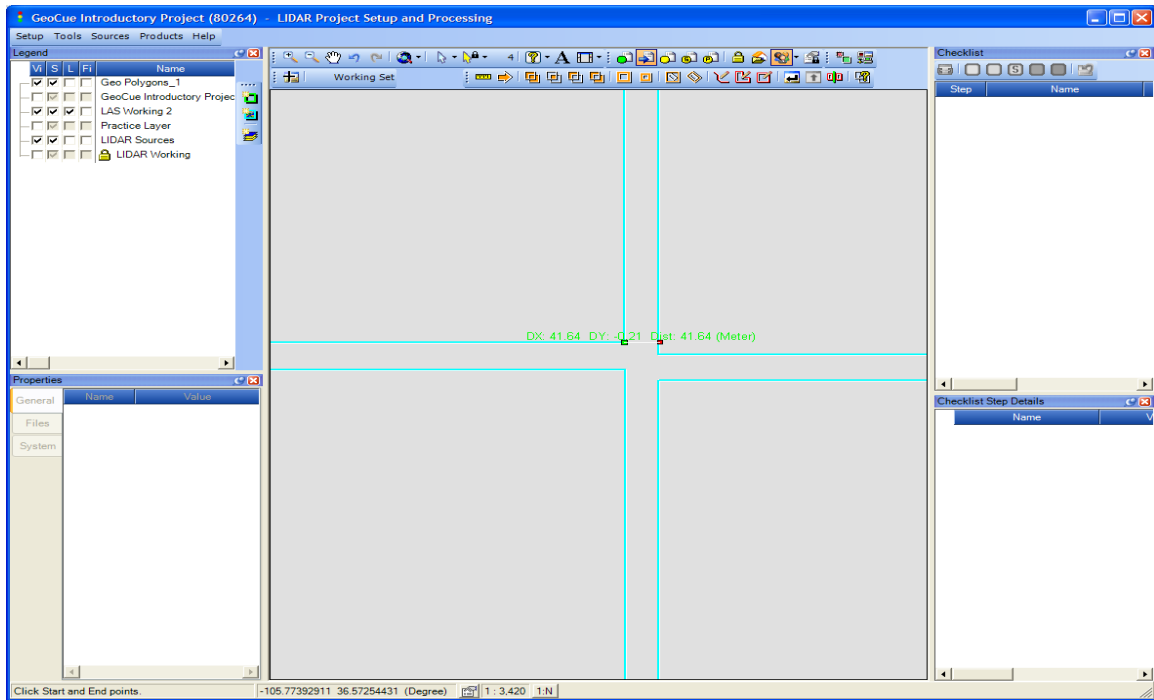 GeoCue Introductory Project (80264) - LIDAR Project Setup and Processing
Setup Tools Sources Products Help
Legend
Vi S L Fi Name
Geo Polygons_1
GeoCue Introductory Projec
LAS Working 2
Practice Layer
LIDAR Sources
LIDAR Working
Properties
General
Files
System
Name Value
4
A
Working Set
DX: 41.64 DY: -0.21 Dist: 41.64 (Meter)
Checklist
S
Step Name
Checklist Step Details
Name V
Click Start and End points.
-105.77392911 36.57254431 (Degree) 1 : 3,420 1:N